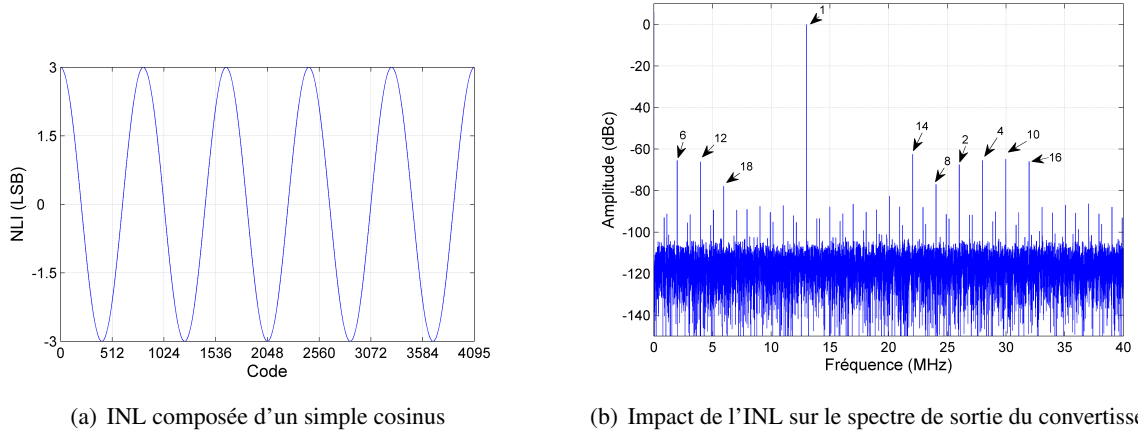 3
1.5
0
-1.5
-3
NLI (LSB)
0 512 1024 1536 2048 2560 3072 3584 4095
Code
(a) INL composée d'un simple cosinus
0
-20
-40
-60
-80
-100
-120
-140
Amplitude (dBc)
1
6
12
18
14
8
2
4
10
16
0 5 10 15 20 25 30 35 40
Fréquence (MHz)
(b) Impact de l'INL sur le spectre de sortie du convertisse